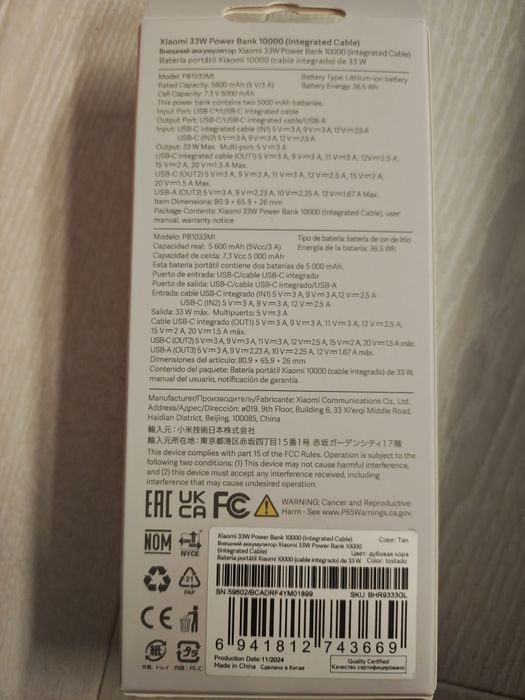 Xiaomi 33W Power Bank 10000 (Integrated Cable)
Внешний аккумулятор Xiaomi 33W Power Bank 10000 (Integrated Cable)
Batería portátil Xiaomi 10000 (cable integrado) de 33 W
Model: PB1033MI Battery Type: Lithium-ion battery
Rated Capacity: 5600 mAh (5 V/3 A) Battery Energy: 36.5 Wh
Cell Capacity: 7.3 V 5000 mAh
This power bank contains two 5000 mAh batteries.
Input Port: USB-C/USB-C integrated cable
Output Port: USB-C/USB-C integrated cable/USB-A
Input: USB-C integrated cable (IN1) 5 V⎓3 A, 9 V⎓3 A, 12 V⎓2.5 A
USB-C (IN2) 5 V⎓3 A, 9 V⎓3 A, 12 V⎓2.5 A
Output: 33 W Max. Multi-port: 5 V⎓3 A
USB-C integrated cable (OUT1) 5 V⎓3 A, 9 V⎓3 A, 11 V⎓3 A, 12V⎓2.5 A,
15 V⎓2 A, 20 V⎓1.5 A Max.
USB-C (OUT2) 5 V⎓3 A, 9 V⎓3 A, 11 V⎓3 A, 12 V⎓2.5 A, 15 V⎓2 A,
20 V⎓1.5 A Max.
USB-A (OUT3) 5 V⎓3 A, 9 V⎓2.23 A, 10 V⎓2.25 A, 12 V⎓1.67 A Max.
Item Dimensions: 80.9 × 65.9 × 26 mm
Package Contents: Xiaomi 33W Power Bank 10000 (Integrated Cable), user
manual, warranty notice
Modelo: PB1033MI Tipo de batería: batería de ion de litio
Capacidad real: 5 600 mAh (5Vcc/3 A) Energía de la batería: 36.5 Wh
Capacidad de celda: 7.3 Vcc 5 000 mAh
Esta batería portátil contiene dos baterías de 5 000 mAh.
Puerto de entrada: USB-C/cable USB-C integrado
Puerto de salida: USB-C/cable USB-C integrado/USB-A
Entrada: cable USB-C integrado (IN1) 5 V⎓3 A, 9 V⎓3 A, 12 V⎓2.5 A
USB-C (IN2) 5 V⎓3 A, 9 V⎓3 A, 12 V⎓2.5 A
Salida: 33 W máx. Multipuerto: 5 V⎓3 A
Cable USB-C integrado (OUT1) 5 V⎓3 A, 9 V⎓3 A, 11 V⎓3 A, 12 V⎓2.5 A,
15 V⎓2 A, 20 V⎓1.5 A máx.
USB-C (OUT2) 5 V⎓3 A, 9 V⎓3 A, 11 V⎓3 A, 12 V⎓2.5 A, 15 V⎓2 A, 20 V⎓1.5 A máx
USB-A (OUT3) 5 V⎓3 A, 9 V⎓2.23 A, 10 V⎓2.25 A, 12 V⎓1.67 A máx.
Dimensiones del artículo: 80.9 × 65.9 × 26 mm
Contenido del paquete: Batería portátil Xiaomi 10000 (cable integrado) de 33 W,
manual del usuario, notificación de garantía
Manufacturer/Производитель/Fabricante: Xiaomi Communications Co., Ltd.
Address/Адрес/Dirección: #019, 9th Floor, Building 6, 33 Xi'erqi Middle Road,
Haidian District, Beijing, 100085, China
輸入元:小米技術日本株式会社
輸入元所在地:東京都港区赤坂四丁目15番1号 赤坂ガーデンシティ17階
This device complies with part 15 of the FCC Rules. Operation is subject to the
following two conditions: (1) This device may not cause harmful interference,
and (2) this device must accept any interference received, including
interference that may cause undesired operation.
EAC UKCA FC WARNING: Cancer and Reproductive
Harm - See www.P65Warnings.ca.gov.
NOM NYCE
21
PAP
CE
紙 プラ
外箱、トレイ 内袋:PE-C
Xiaomi 33W Power Bank 10000 (Integrated Cable) Color: Tan
Внешний аккумулятор Xiaomi 33W Power Bank 10000
(Integrated Cable) Цвет: дубовая кора
Batería portátil Xiaomi 10000 (cable integrado) de 33 W Color: tostado
SN: 59602/BCADRF4YM01899 SKU: BHR9333GL
6 941812 743669
Production Date: 11/2024
Made in China Сделано в Китае
Quality Certified
Качество сертифицировано